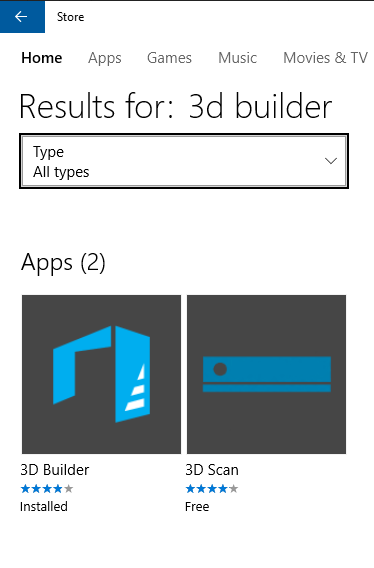 Store
Home Apps Games Music Movies & TV
Results for: 3d builder
Type
All types
Apps (2)
3D Builder 3D Scan
Installed Free